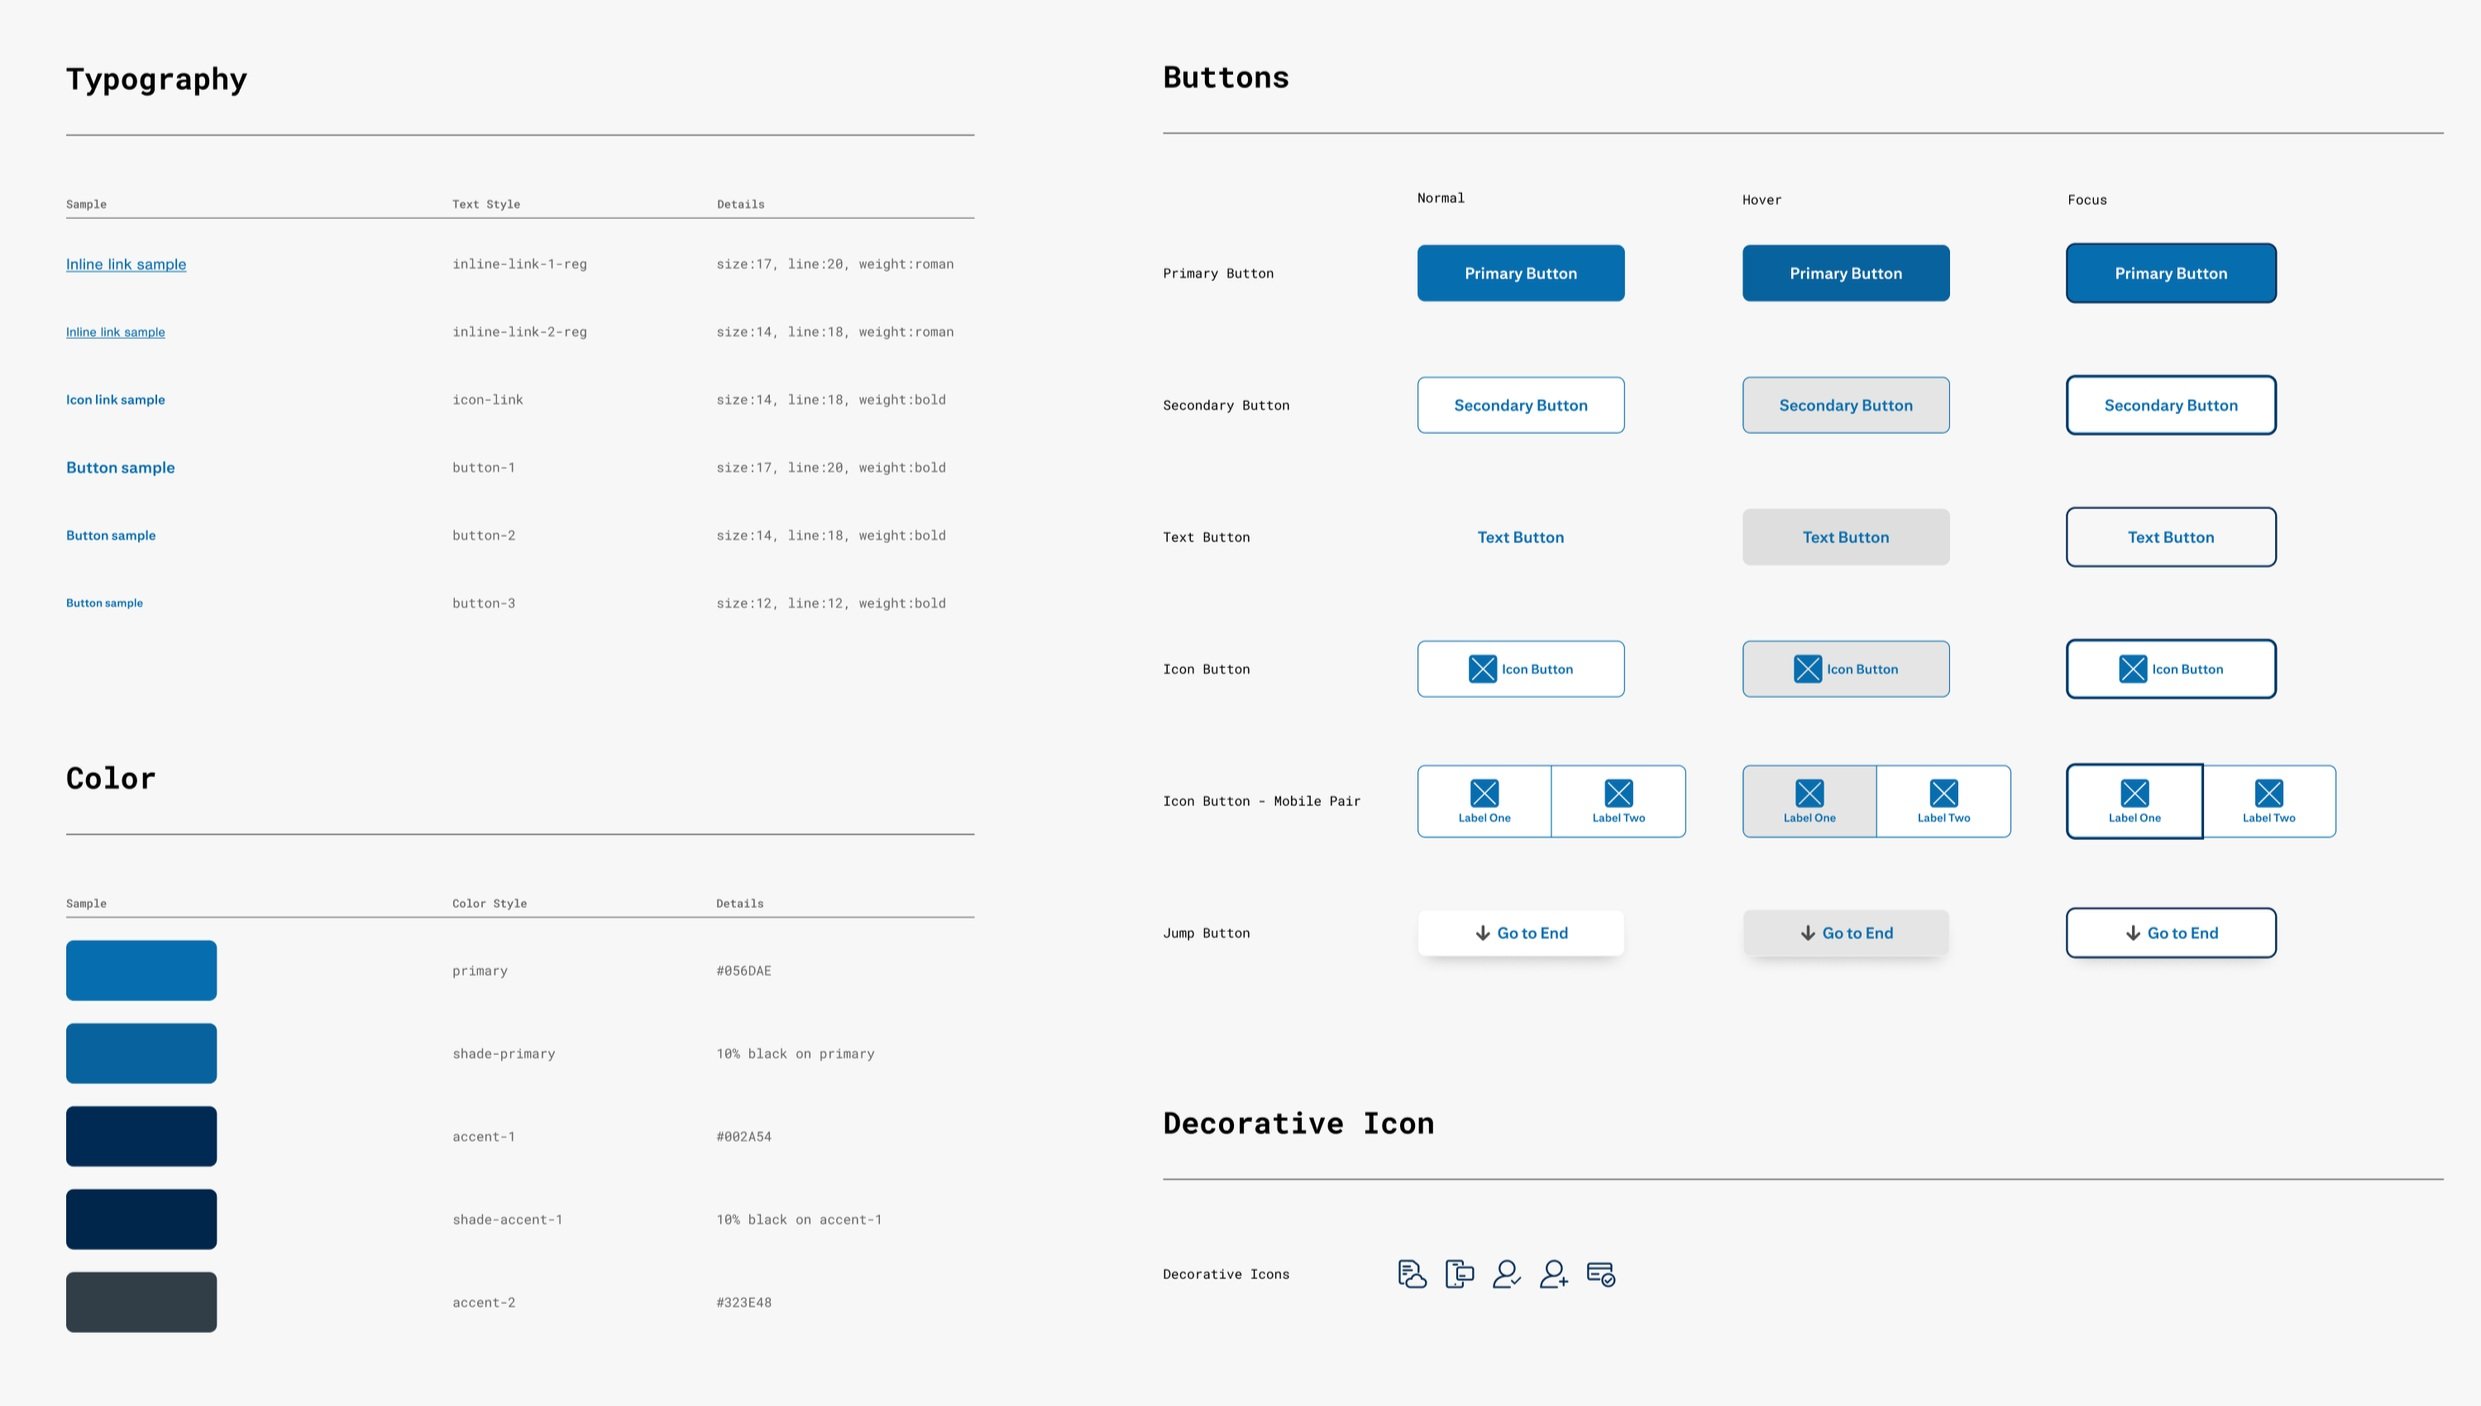 Typography
Sample Text Style Details
Inline link sample inline-link-1-reg size:17, line:20, weight:roman
Inline link sample inline-link-2-reg size:14, line:18, weight:roman
Icon link sample icon-link size:14, line:18, weight:bold
Button sample button-1 size:17, line:20, weight:bold
Button sample button-2 size:14, line:18, weight:bold
Button sample button-3 size:12, line:12, weight:bold
Color
Sample Color Style Details
primary #056DAE
shade-primary 10% black on primary
accent-1 #002A54
shade-accent-1 10% black on accent-1
accent-2 #323E48
Buttons
Normal Hover Focus
Primary Button Primary Button Primary Button Primary Button
Secondary Button Secondary Button Secondary Button Secondary Button
Text Button Text Button Text Button Text Button
Icon Button Icon Button Icon Button Icon Button
Icon Button - Mobile Pair Label One Label Two Label One Label Two Label One Label Two
Jump Button Go to End Go to End Go to End
Decorative Icon
Decorative Icons